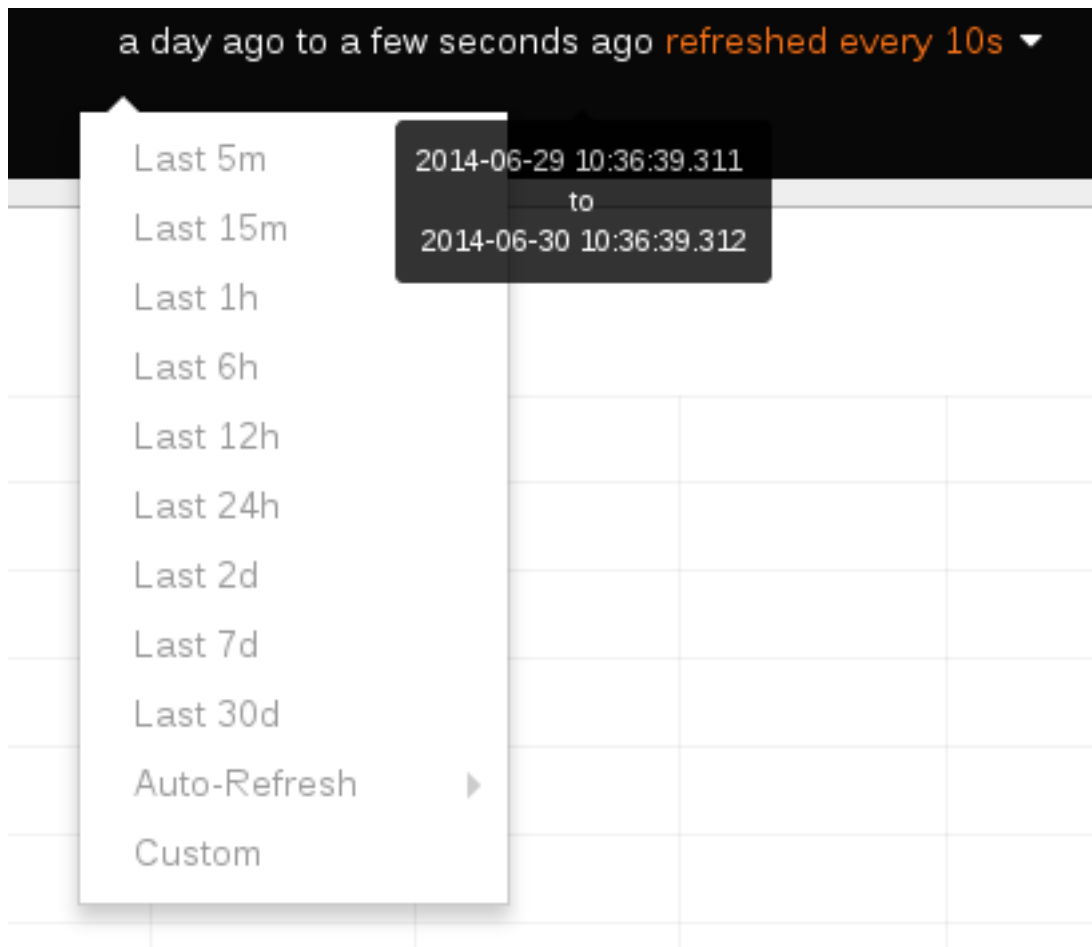 a day ago to a few seconds ago refreshed every 10s
Last 5m
Last 15m
Last 1h
Last 6h
Last 12h
Last 24h
Last 2d
Last 7d
Last 30d
Auto-Refresh
Custom
2014-06-29 10:36:39.311
to
2014-06-30 10:36:39.312